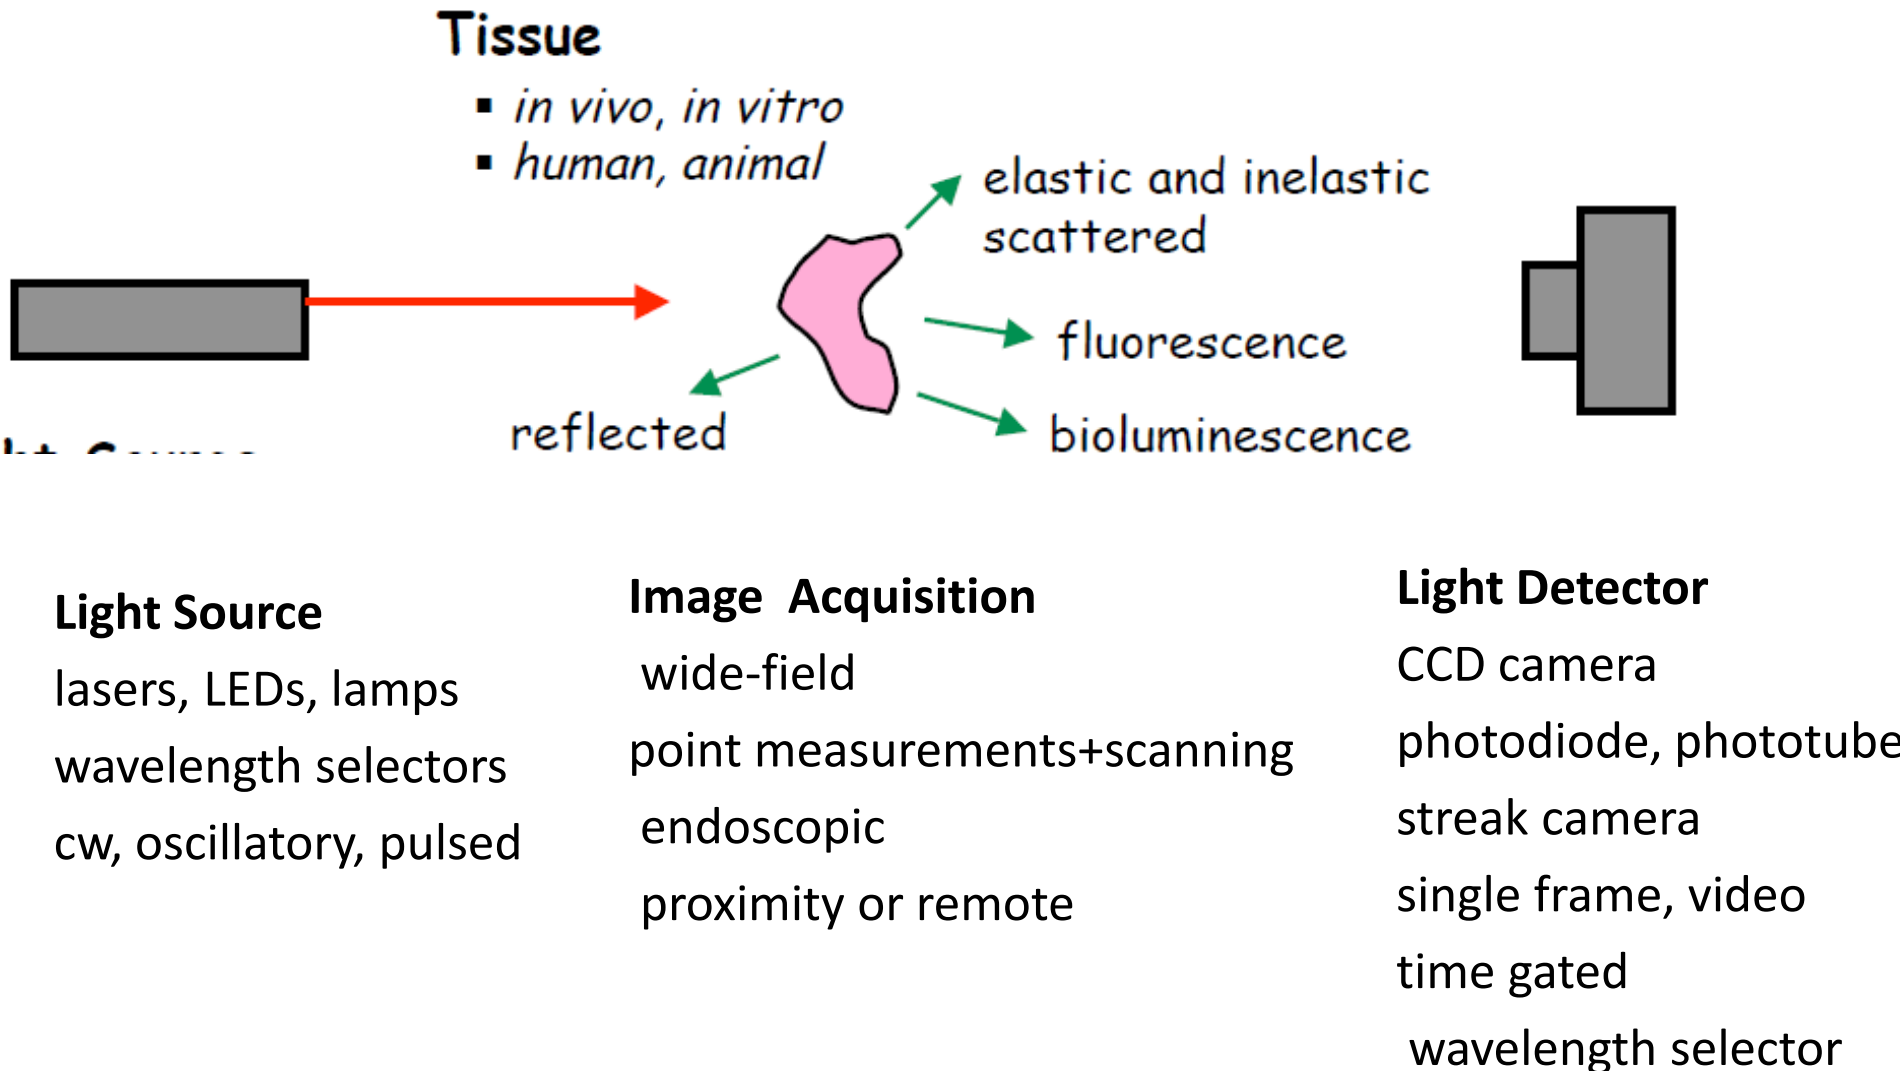 Tissue
▪ in vivo, in vitro
▪ human, animal
elastic and inelastic
scattered
fluorescence
reflected
bioluminescence
Light Source
lasers, LEDs, lamps
wavelength selectors
cw, oscillatory, pulsed
Image Acquisition
wide-field
point measurements+scanning
endoscopic
proximity or remote
Light Detector
CCD camera
photodiode, phototube
streak camera
single frame, video
time gated
wavelength selector